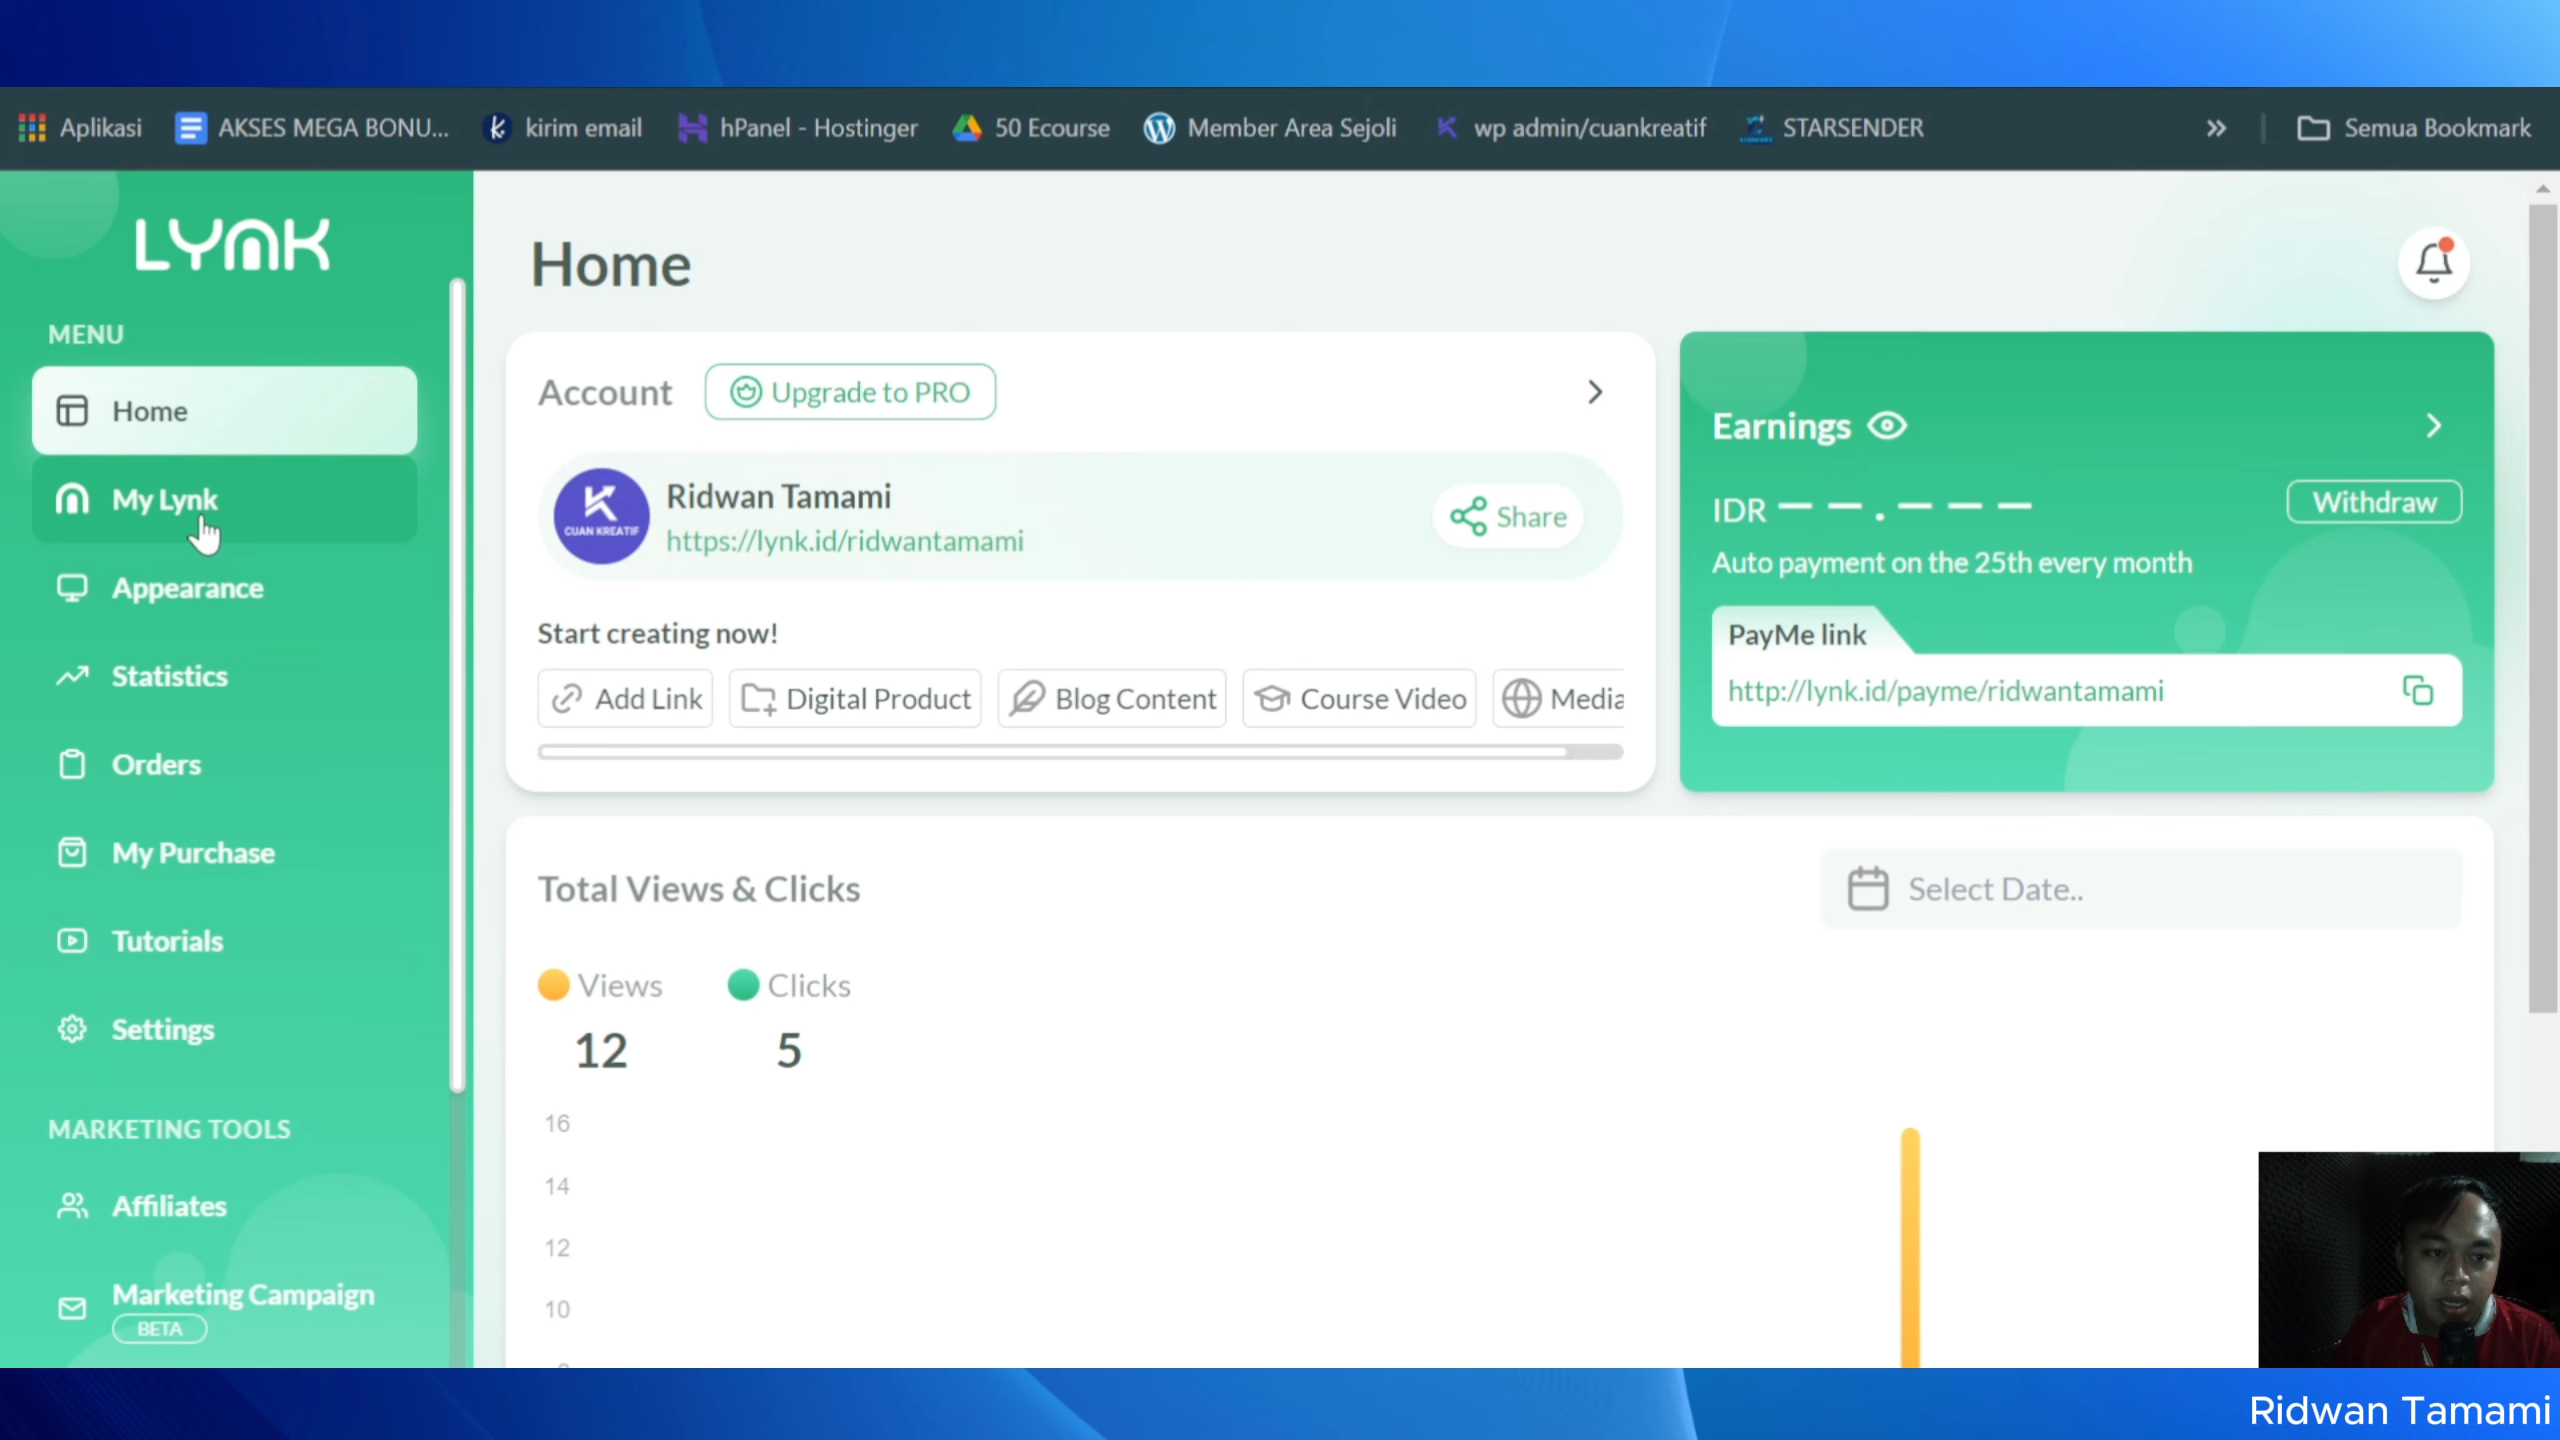 Aplikasi
AKSES MEGA BONU...
kirim email
hPanel - Hostinger
50 Ecourse
Member Area Sejoli
wp admin/cuankreatif
STARSENDER
Semua Bookmark
LYNK
MENU
Home
My Lynk
Appearance
Statistics
Orders
My Purchase
Tutorials
Settings
MARKETING TOOLS
Affiliates
Marketing Campaign
BETA
Home
Account
Upgrade to PRO
CUAN KREATIF
Ridwan Tamami
https://lynk.id/ridwantamami
Share
Start creating now!
Add Link
Digital Product
Blog Content
Course Video
Media
Earnings
IDR — — . — — —
Withdraw
Auto payment on the 25th every month
PayMe link
http://lynk.id/payme/ridwantamami
Total Views & Clicks
Select Date..
Views
Clicks
12
5
16
14
12
10
Ridwan Tamami